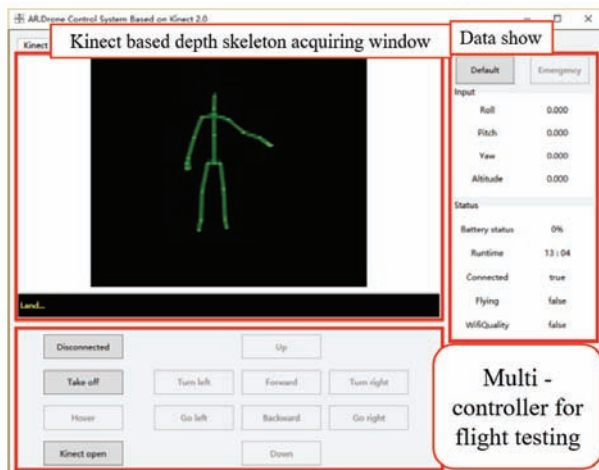 AR.Drone Control System Based on Kinect 2.0
Kinect
Kinect based depth skeleton acquiring window
Data show
Default Emergency
Input
Roll 0.000
Pitch 0.000
Yaw 0.000
Altitude 0.000
Status
Battery status 0%
Runtime 13:04
Connected true
Flying false
WifiQuality false
Land...
Disconnected Up
Take off Turn left Forward Turn right
Hover Go left Backward Go right
Kinect open Down
Multi -
controller for
flight testing